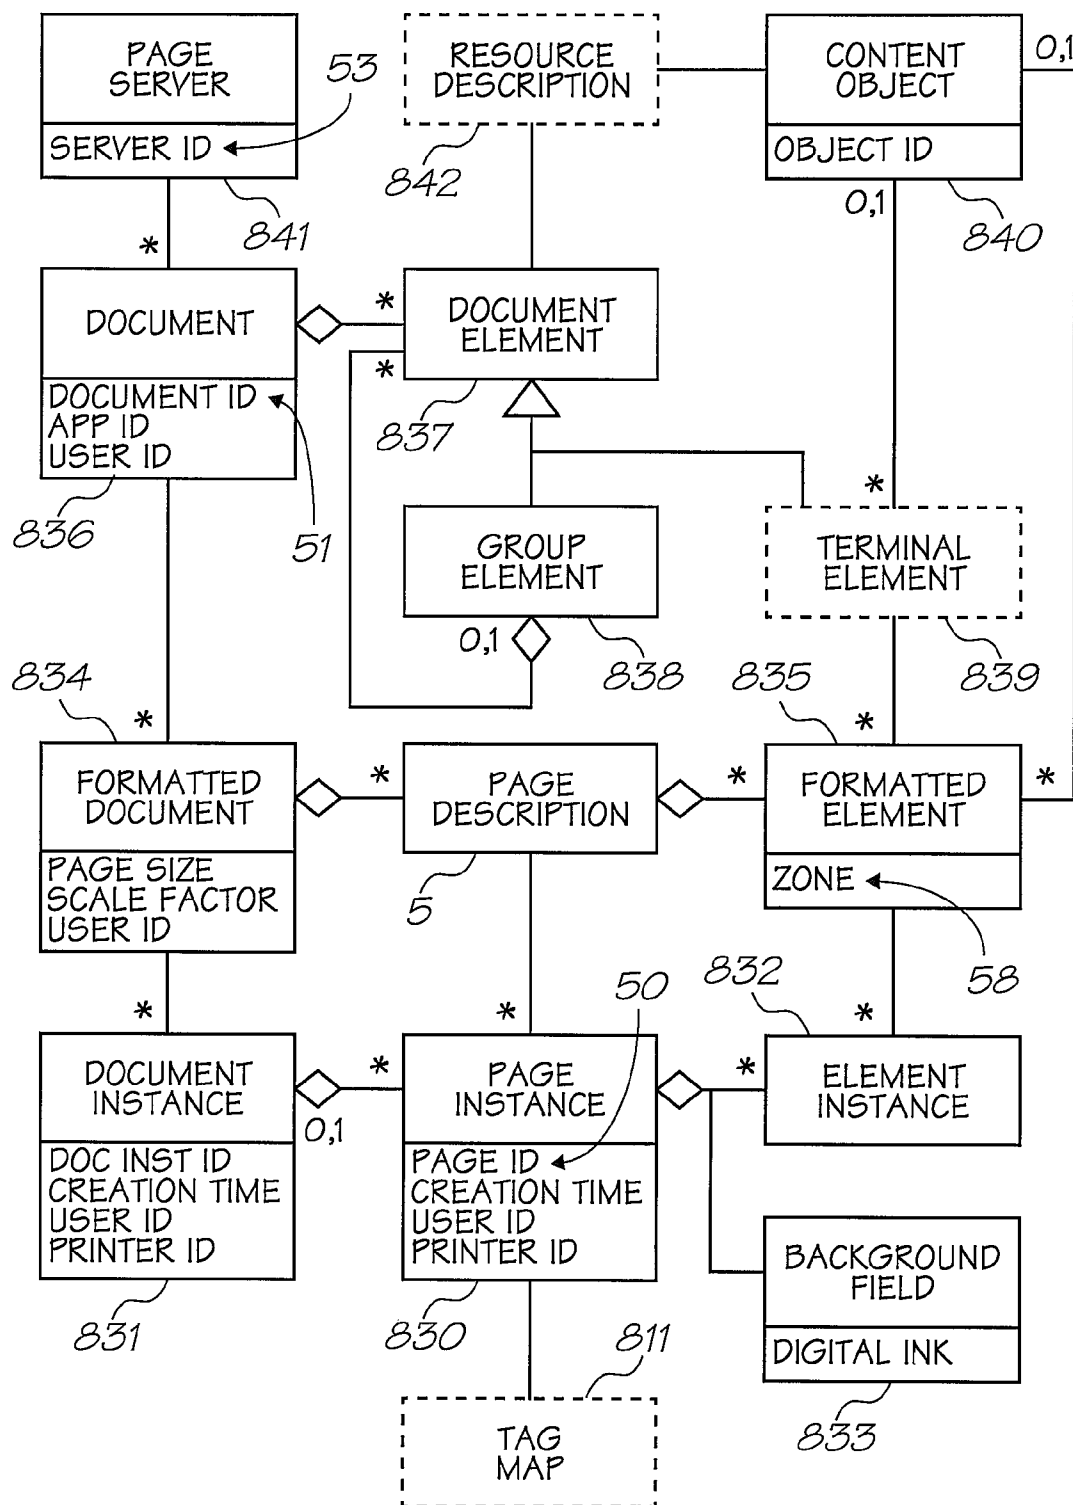 PAGE
SERVER
SERVER ID
53
841
*
RESOURCE
DESCRIPTION
842
CONTENT
OBJECT
OBJECT ID
0,1
0,1
840
DOCUMENT
DOCUMENT ID
APP ID
USER ID
836
51
*
*
DOCUMENT
ELEMENT
837
GROUP
ELEMENT
0,1
838
*
TERMINAL
ELEMENT
839
834
*
FORMATTED
DOCUMENT
PAGE SIZE
SCALE FACTOR
USER ID
*
PAGE
DESCRIPTION
5
835
*
*
*
FORMATTED
ELEMENT
ZONE
58
*
DOCUMENT
INSTANCE
DOC INST ID
CREATION TIME
USER ID
PRINTER ID
831
0,1
*
*
50
PAGE
INSTANCE
PAGE ID
CREATION TIME
USER ID
PRINTER ID
830
832
*
*
ELEMENT
INSTANCE
BACKGROUND
FIELD
DIGITAL INK
833
811
TAG
MAP